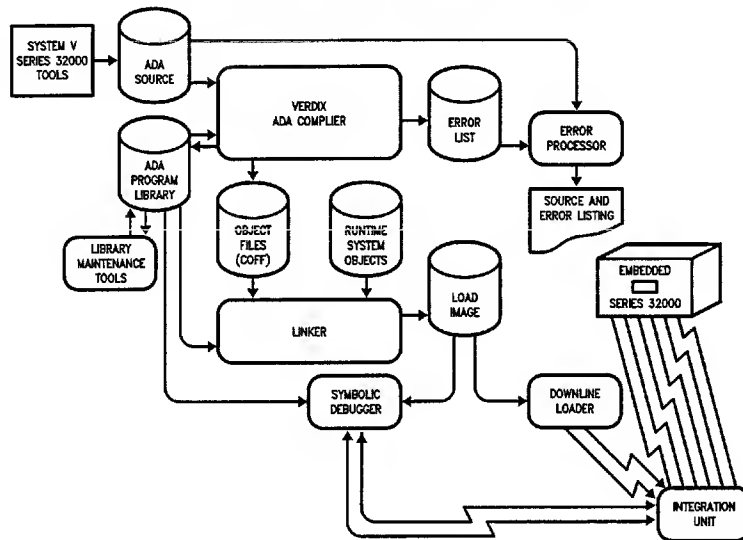 SYSTEM V
SERIES 32000
TOOLS
ADA
SOURCE
VERDIX
ADA COMPLIER
ERROR
LIST
ERROR
PROCESSOR
ADA
PROGRAM
LIBRARY
OBJECT
FILES
(COFF)
RUNTIME
SYSTEM
OBJECTS
SOURCE AND
ERROR LISTING
LIBRARY
MAINTENANCE
TOOLS
EMBEDDED
SERIES 32000
LOAD
IMAGE
LINKER
SYMBOLIC
DEBUGGER
DOWNLINE
LOADER
INTEGRATION
UNIT